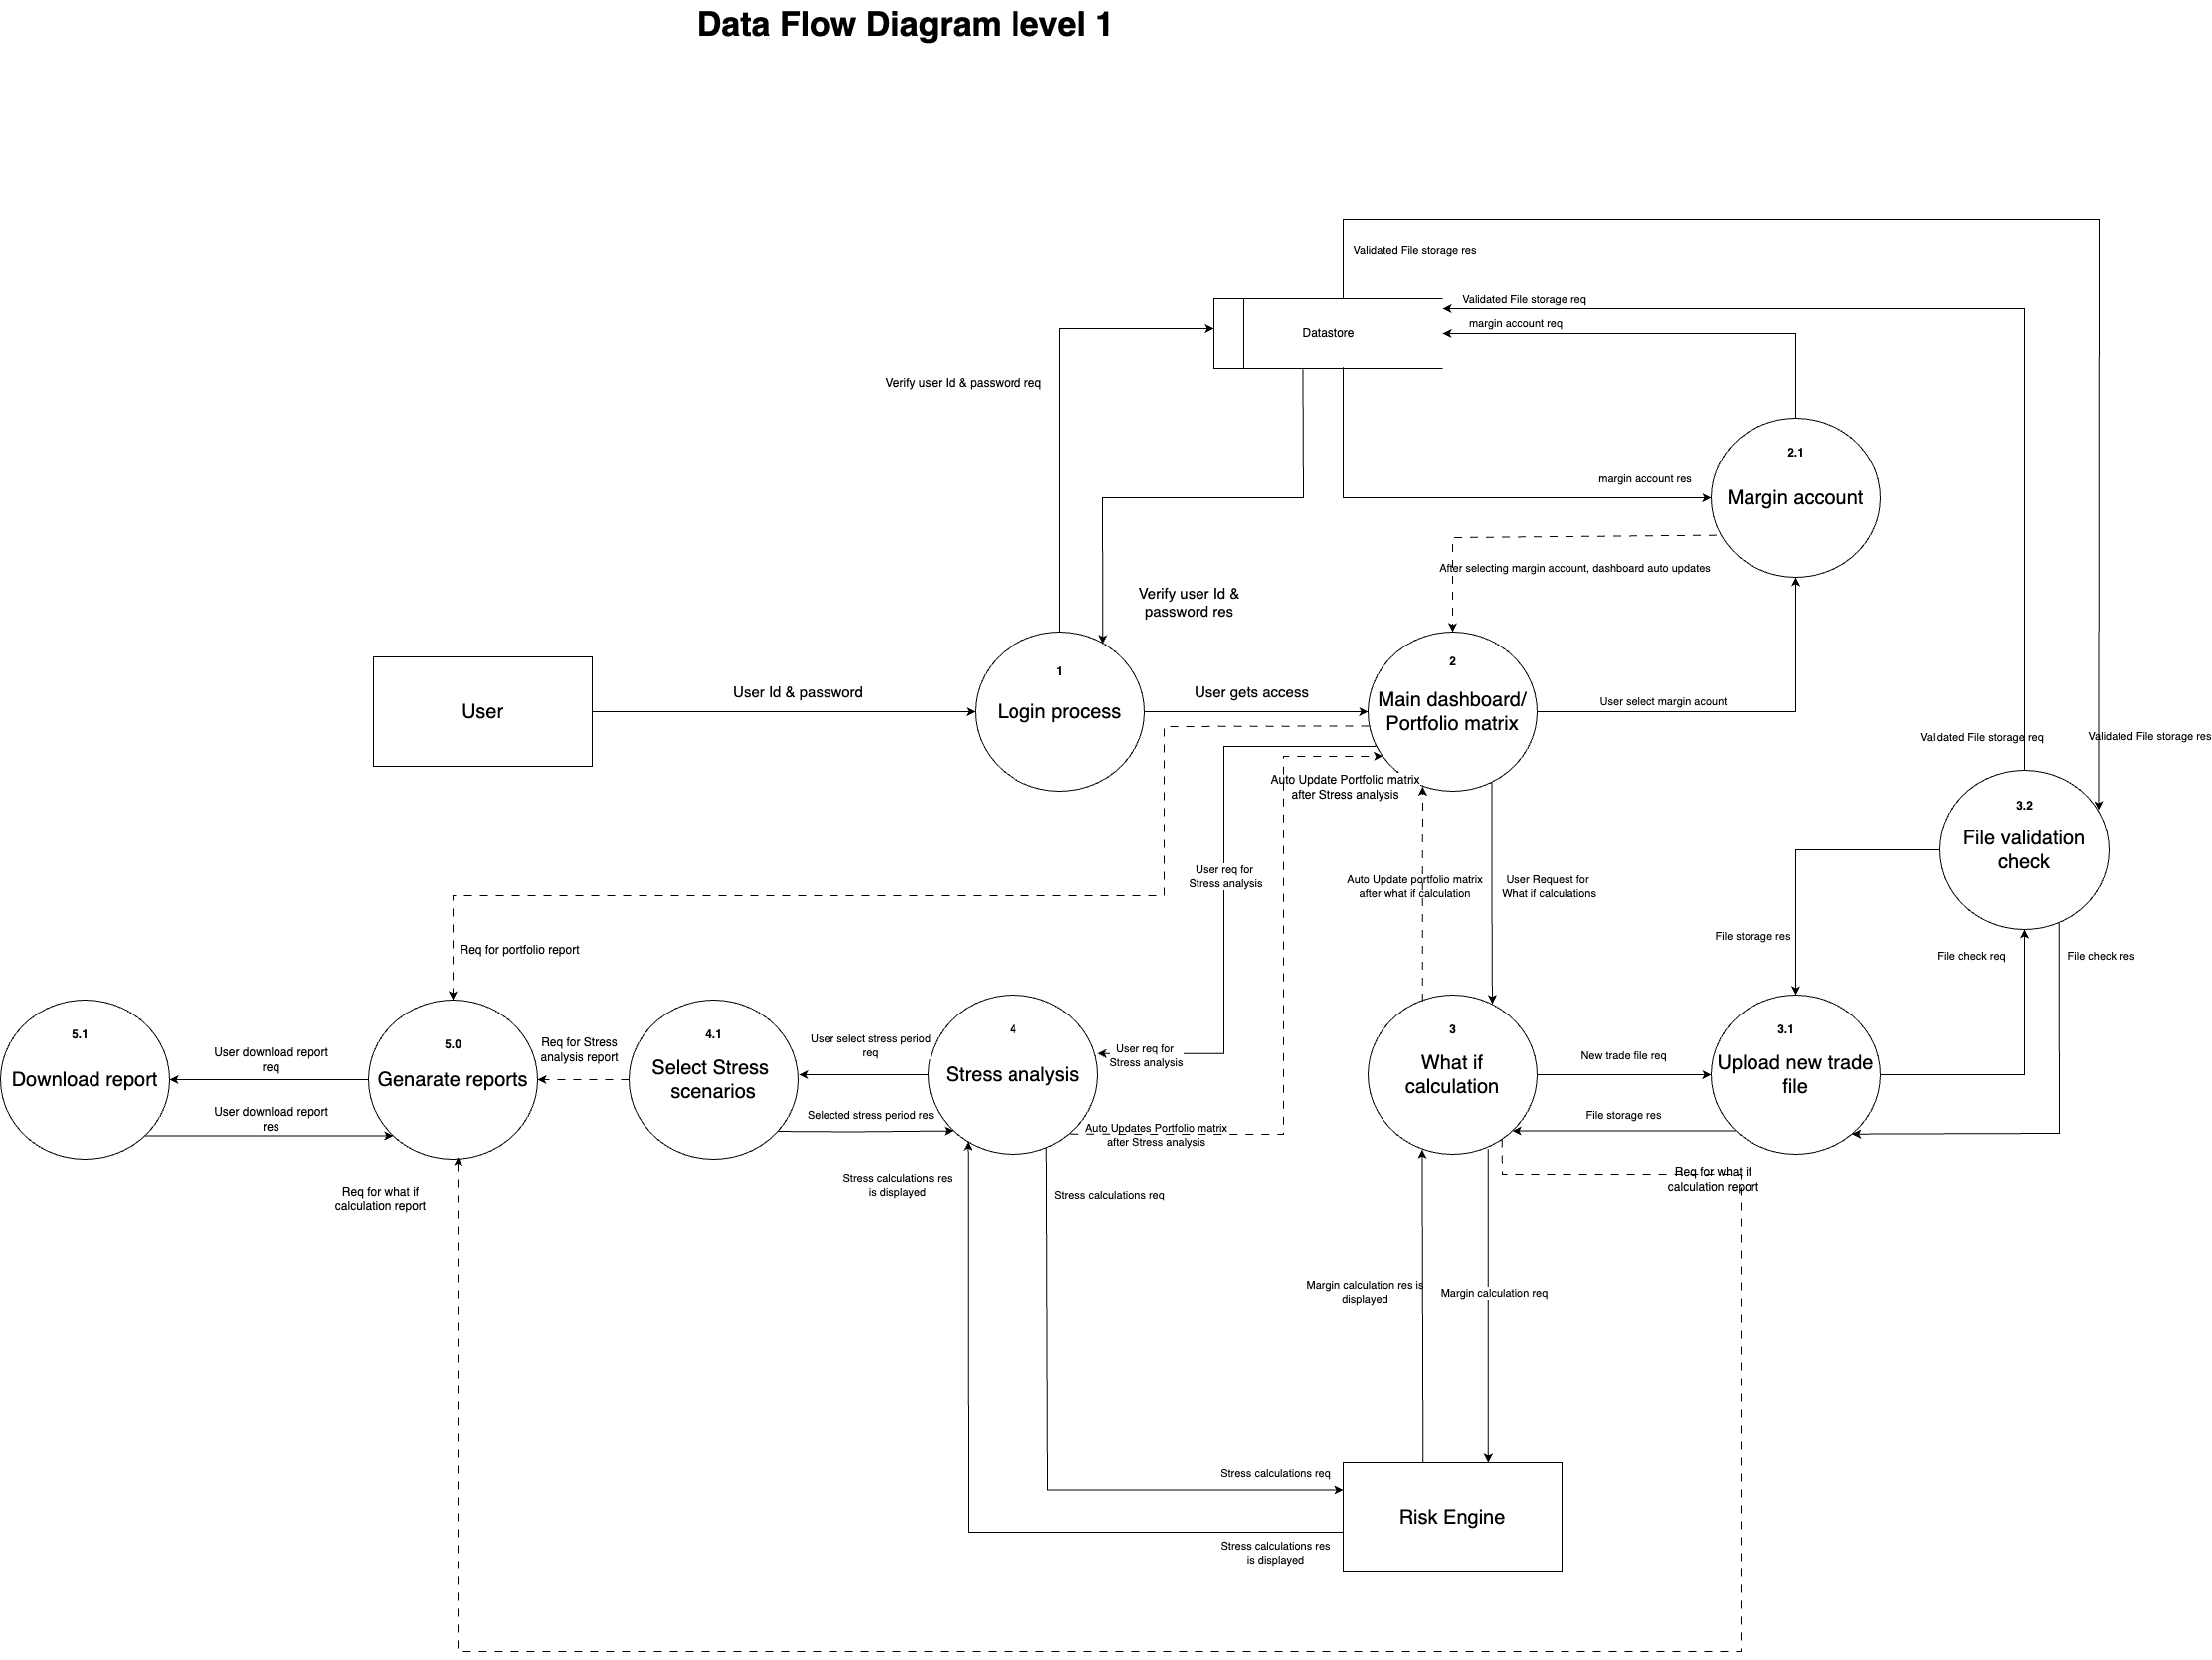 Data Flow Diagram level 1
Validated File storage res
Validated File storage req
margin account req
Datastore
Verify user Id & password req
2.1
Margin account
margin account res
After selecting margin account, dashboard auto updates
Verify user Id &
password res
User
User Id & password
1
Login process
User gets access
2
Main dashboard/
Portfolio matrix
User select margin acount
Validated File storage req
Validated File storage res
Auto Update Portfolio matrix
after Stress analysis
3.2
File validation
check
User req for
Stress analysis
Auto Update portfolio matrix
after what if calculation
User Request for
What if calculations
File storage res
File check req
File check res
Req for portfolio report
5.1
Download report
User download report
req
User download report
res
5.0
Genarate reports
Req for Stress
analysis report
4.1
Select Stress
scenarios
User select stress period
req
Selected stress period res
4
Stress analysis
User req for
Stress analysis
Auto Updates Portfolio matrix
after Stress analysis
3
What if
calculation
New trade file req
File storage res
3.1
Upload new trade
file
Req for what if
calculation report
Stress calculations res
is displayed
Stress calculations req
Req for what if
calculation report
Margin calculation res is
displayed
Margin calculation req
Stress calculations req
Risk Engine
Stress calculations res
is displayed